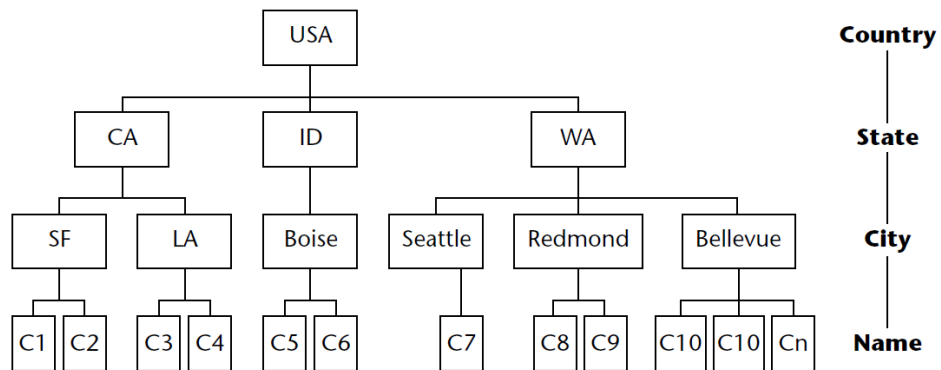 USA Country
CA ID WA State
SF LA Boise Seattle Redmond Bellevue City
C1 C2 C3 C4 C5 C6 C7 C8 C9 C10 C10 Cn Name